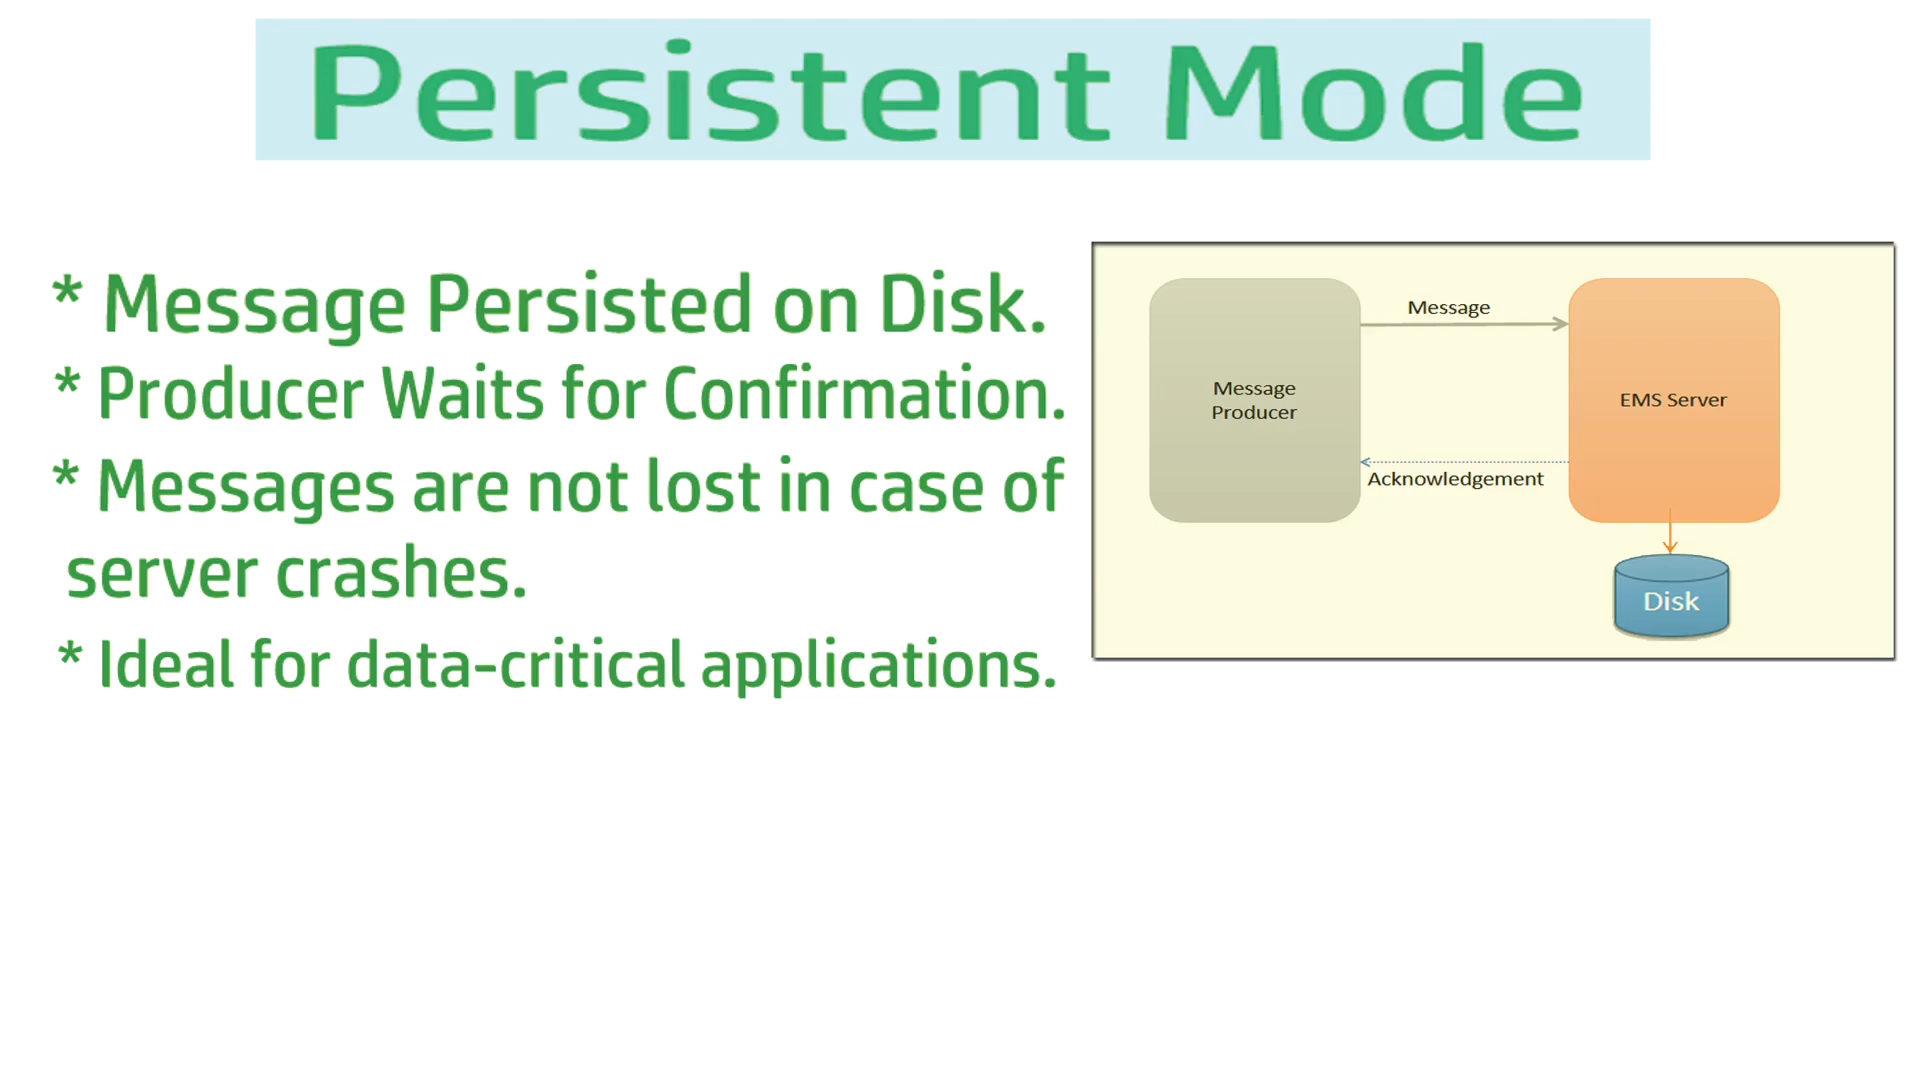 Persistent Mode
* Message Persisted on Disk.
* Producer Waits for Confirmation.
* Messages are not lost in case of
server crashes.
* Ideal for data-critical applications.
Message
Message
Producer
EMS Server
Acknowledgement
Disk